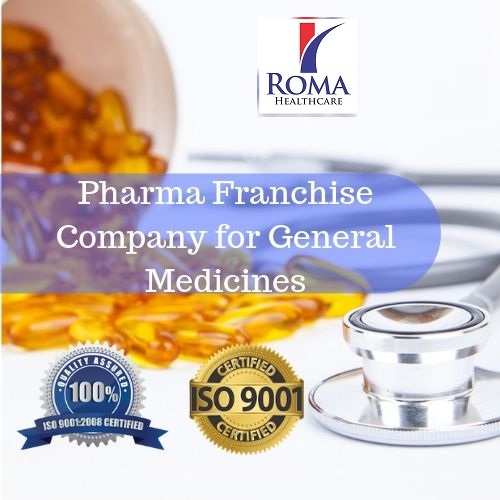 ROMA
HEALTHCARE
Pharma Franchise
Company for General
Medicines
QUALITY ASSURED
100%
ISO 9001:2008 CERTIFIED
CERTIFIED
ISO 9001
CERTIFIED